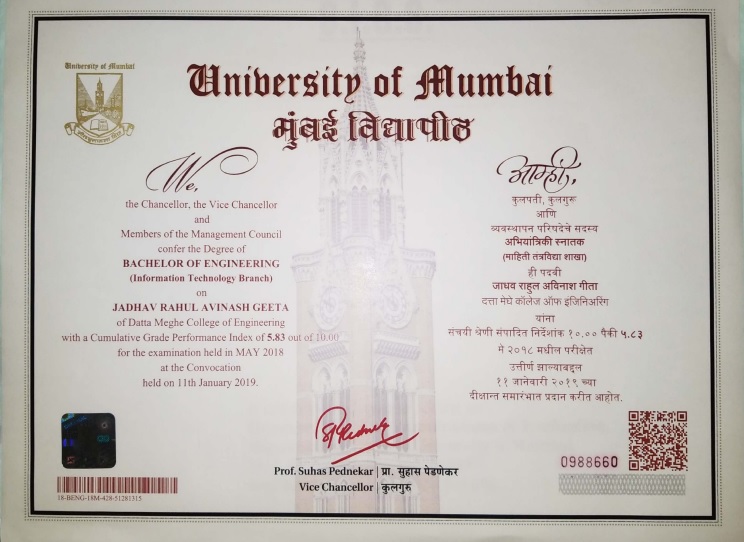 University of Mumbai
University of Mumbai
मुंबई विद्यापीठ
We,
the Chancellor, the Vice Chancellor
and
Members of the Management Council
confer the Degree of
BACHELOR OF ENGINEERING
(Information Technology Branch)
on
JADHAV RAHUL AVINASH GEETA
of Datta Meghe College of Engineering
with a Cumulative Grade Performance Index of 5.83 out of 10.00
for the examination held in MAY 2018
at the Convocation
held on 11th January 2019.
आम्ही,
कुलपती, कुलगुरू
आणि
व्यवस्थापन परिषदेचे सदस्य
अभियांत्रिकी स्नातक
(माहिती तंत्रविद्या शाखा)
ही पदवी
जाधव राहुल अविनाश गीता
दत्ता मेघे कॉलेज ऑफ इंजिनिअरिंग
यांना
संचयी श्रेणी संपादित निर्देशांक १०.०० पैकी ५.८३
मे २०१८ मधील परीक्षेत
उत्तीर्ण झाल्याबद्दल
११ जानेवारी २०१९ च्या
दीक्षान्त समारंभात प्रदान करीत आहोत.
Prof. Suhas Pednekar | प्रा. सुहास पेडणेकर
Vice Chancellor | कुलगुरू
18-BENG-18M-428-51281315
0988660